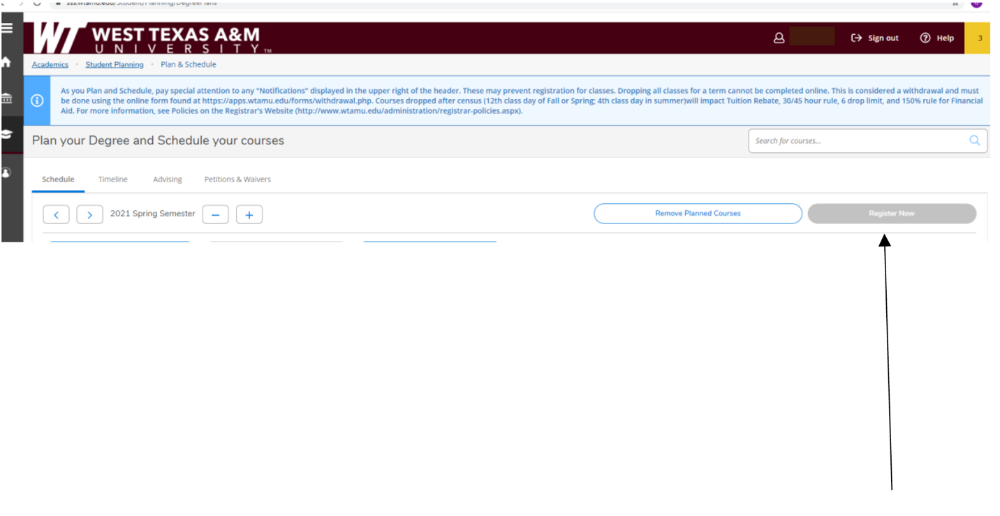 sss.wtamu.edu/Student/Planning/DegreePlans
WT WEST TEXAS A&M
UNIVERSITY TM
Sign out
Help
3
Academics · Student Planning · Plan & Schedule
As you Plan and Schedule, pay special attention to any "Notifications" displayed in the upper right of the header. These may prevent registration for classes. Dropping all classes for a term cannot be completed online. This is considered a withdrawal and must
be done using the online form found at https://apps.wtamu.edu/forms/withdrawal.php. Courses dropped after census (12th class day of Fall or Spring; 4th class day in summer)will impact Tuition Rebate, 30/45 hour rule, 6 drop limit, and 150% rule for Financial
Aid. For more information, see Policies on the Registrar's Website (http://www.wtamu.edu/administration/registrar-policies.aspx).
Plan your Degree and Schedule your courses
Search for courses...
Schedule Timeline Advising Petitions & Waivers
2021 Spring Semester
Remove Planned Courses
Register Now